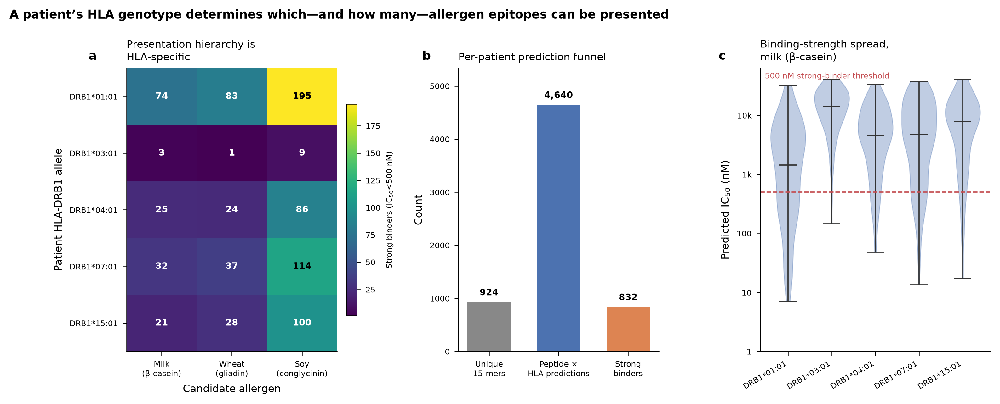 A patient’s HLA genotype determines which—and how many—allergen epitopes can be presented
a
Presentation hierarchy is
HLA-specific
Patient HLA-DRB1 allele
DRB1*01:01
74 83 195
DRB1*03:01
3 1 9
DRB1*04:01
25 24 86
DRB1*07:01
32 37 114
DRB1*15:01
21 28 100
Milk
(β-casein)
Wheat
(gliadin)
Soy
(conglycinin)
Candidate allergen
175
150
125
100
75
50
25
Strong binders (IC₅₀<500 nM)
b
Per-patient prediction funnel
Count
5000
4000
3000
2000
1000
0
924
4,640
832
Unique
15-mers
Peptide ×
HLA predictions
Strong
binders
c
Binding-strength spread,
milk (β-casein)
500 nM strong-binder threshold
Predicted IC₅₀ (nM)
10k
1k
100
10
1
DRB1*01:01
DRB1*03:01
DRB1*04:01
DRB1*07:01
DRB1*15:01